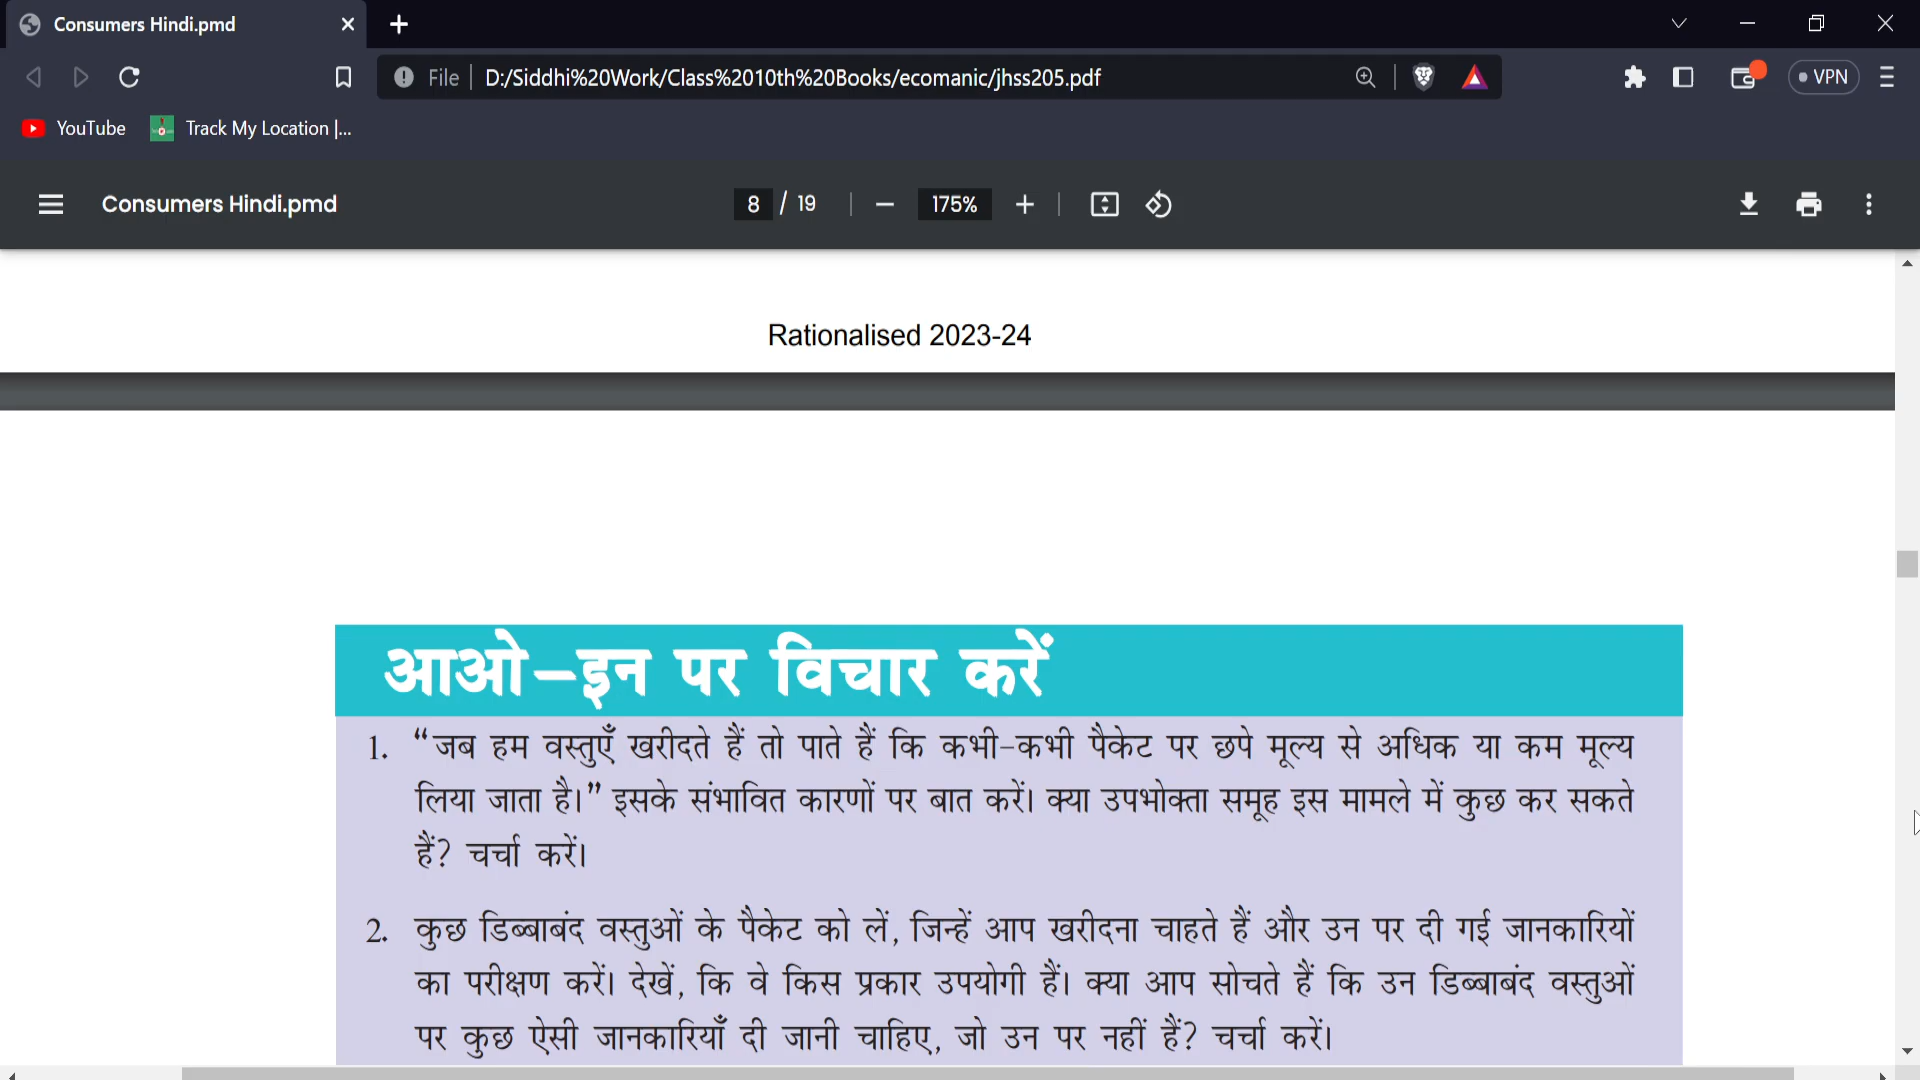 Consumers Hindi.pmd
File
D:/Siddhi%20Work/Class%2010th%20Books/ecomanic/jhss205.pdf
VPN
YouTube
Track My Location |...
Consumers Hindi.pmd
8 / 19
175%
Rationalised 2023-24
आओ–इन पर विचार करें
1. “जब हम वस्तुएँ खरीदते हैं तो पाते हैं कि कभी-कभी पैकेट पर छपे मूल्य से अधिक या कम मूल्य
लिया जाता है।” इसके संभावित कारणों पर बात करें। क्या उपभोक्ता समूह इस मामले में कुछ कर सकते
हैं? चर्चा करें।
2. कुछ डिब्बाबंद वस्तुओं के पैकेट को लें, जिन्हें आप खरीदना चाहते हैं और उन पर दी गई जानकारियों
का परीक्षण करें। देखें, कि वे किस प्रकार उपयोगी हैं। क्या आप सोचते हैं कि उन डिब्बाबंद वस्तुओं
पर कुछ ऐसी जानकारियाँ दी जानी चाहिए, जो उन पर नहीं हैं? चर्चा करें।